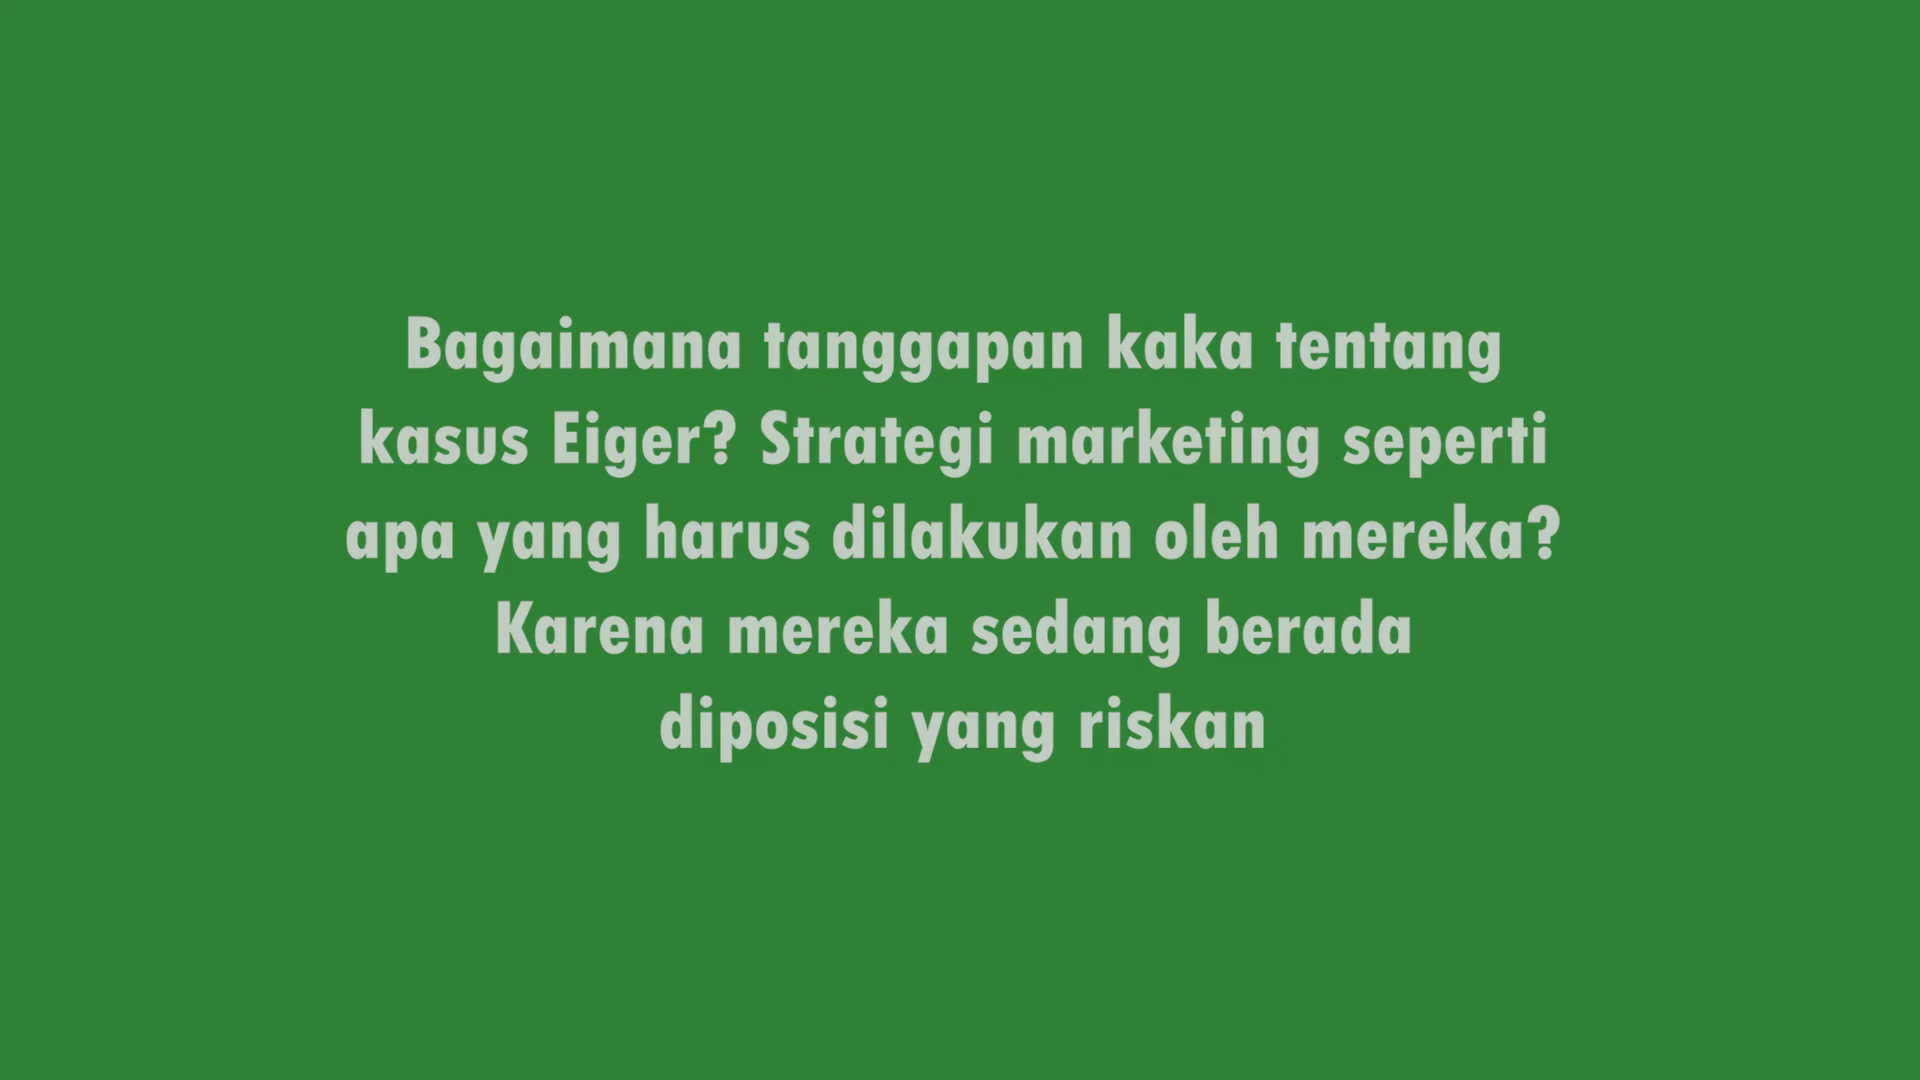 Bagaimana tanggapan kaka tentang
kasus Eiger? Strategi marketing seperti
apa yang harus dilakukan oleh mereka?
Karena mereka sedang berada
diposisi yang riskan